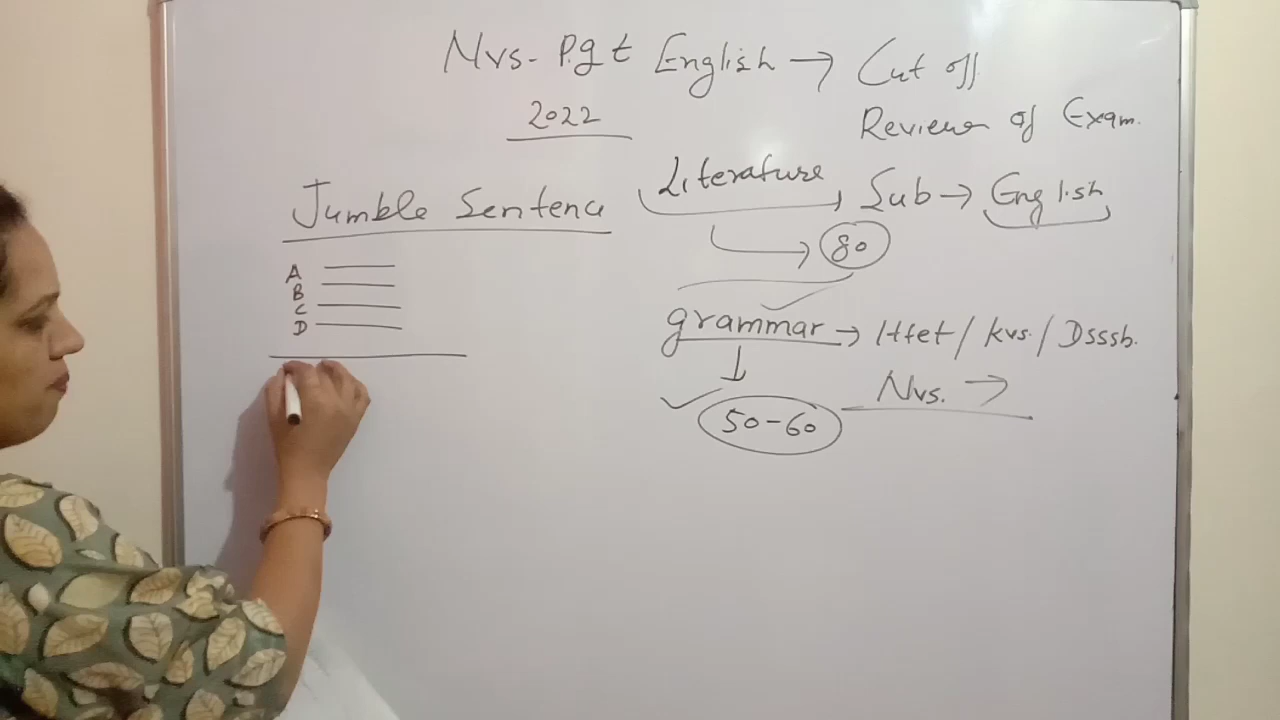 Nvs. Pgt English → Cut off
2022
Review of Exam.
Literature
Sub → English
80
Jumble Sentence
A
B
C
D
grammar → Htet / kvs. / Dsssb.
Nvs. →
50-60